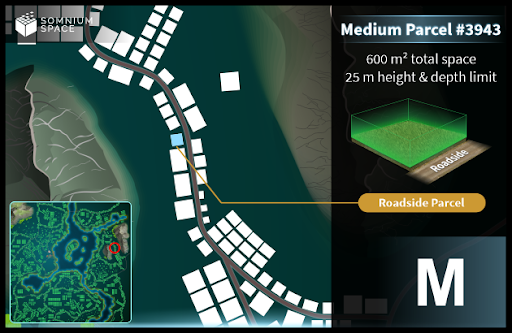 SOMNIUM
SPACE
Medium Parcel #3943
600 m² total space
25 m height & depth limit
Roadside
Roadside Parcel
M